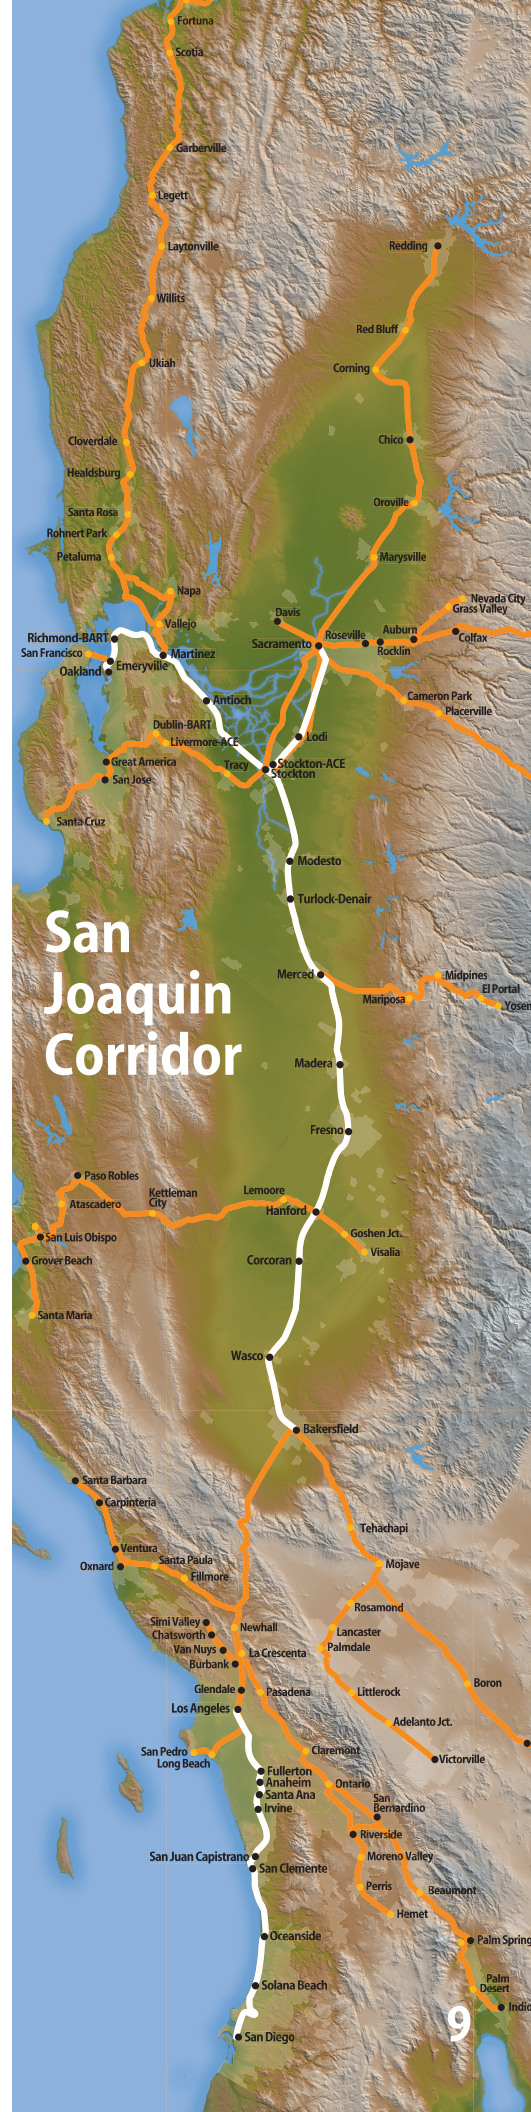 Fortuna
Scotia
Garberville
Legett
Laytonville
Redding
Willits
Red Bluff
Ukiah
Corning
Chico
Cloverdale
Healdsburg
Oroville
Santa Rosa
Rohnert Park
Petaluma
Marysville
Napa
Nevada City
Grass Valley
Davis
Vallejo
Auburn
Roseville
Colfax
Richmond-BART
Sacramento
Rocklin
San Francisco
Martinez
Emeryville
Oakland
Cameron Park
Antioch
Placerville
Dublin-BART
Lodi
Livermore-ACE
Great America
Tracy
Stockton-ACE
Stockton
San Jose
Santa Cruz
Modesto
Turlock-Denair
San
Joaquin
Corridor
Merced
Midpines
El Portal
Mariposa
Yosen
Madera
Fresno
Paso Robles
Atascadero
Kettleman
City
Lemoore
Hanford
Goshen Jct.
San Luis Obispo
Visalia
Grover Beach
Corcoran
Santa Maria
Wasco
Bakersfield
Santa Barbara
Carpinteria
Tehachapi
Ventura
Santa Paula
Oxnard
Mojave
Fillmore
Rosamond
Simi Valley
Newhall
Chatsworth
Lancaster
Van Nuys
La Crescenta
Palmdale
Burbank
Boron
Glendale
Pasadena
Littlerock
Los Angeles
Adelanto Jct.
San Pedro
Claremont
Long Beach
Victorville
Fullerton
Anaheim
Ontario
Santa Ana
San
Bernardino
Irvine
Riverside
San Juan Capistrano
Moreno Valley
San Clemente
Perris
Beaumont
Hemet
Oceanside
Palm Spring
Solana Beach
Palm
Desert
Indio
9
San Diego